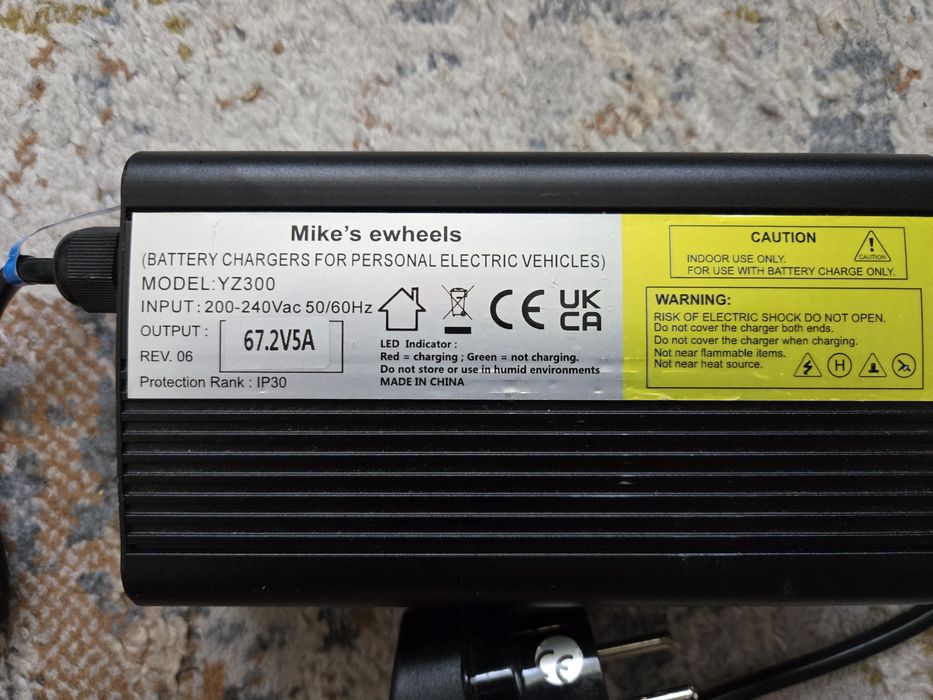 Mike's ewheels
(BATTERY CHARGERS FOR PERSONAL ELECTRIC VEHICLES)
MODEL:YZ300
INPUT : 200-240Vac 50/60Hz
OUTPUT : 67.2V5A
REV. 06
Protection Rank : IP30
CE
UK
CA
LED Indicator :
Red = charging ; Green = not charging.
Do not store or use in humid environments
MADE IN CHINA
CAUTION
INDOOR USE ONLY.
FOR USE WITH BATTERY CHARGE ONLY.
CAUTION
WARNING:
RISK OF ELECTRIC SHOCK DO NOT OPEN.
Do not cover the charger both ends.
Do not cover the charger when charging.
Not near flammable items.
Not near heat source.
H
CE